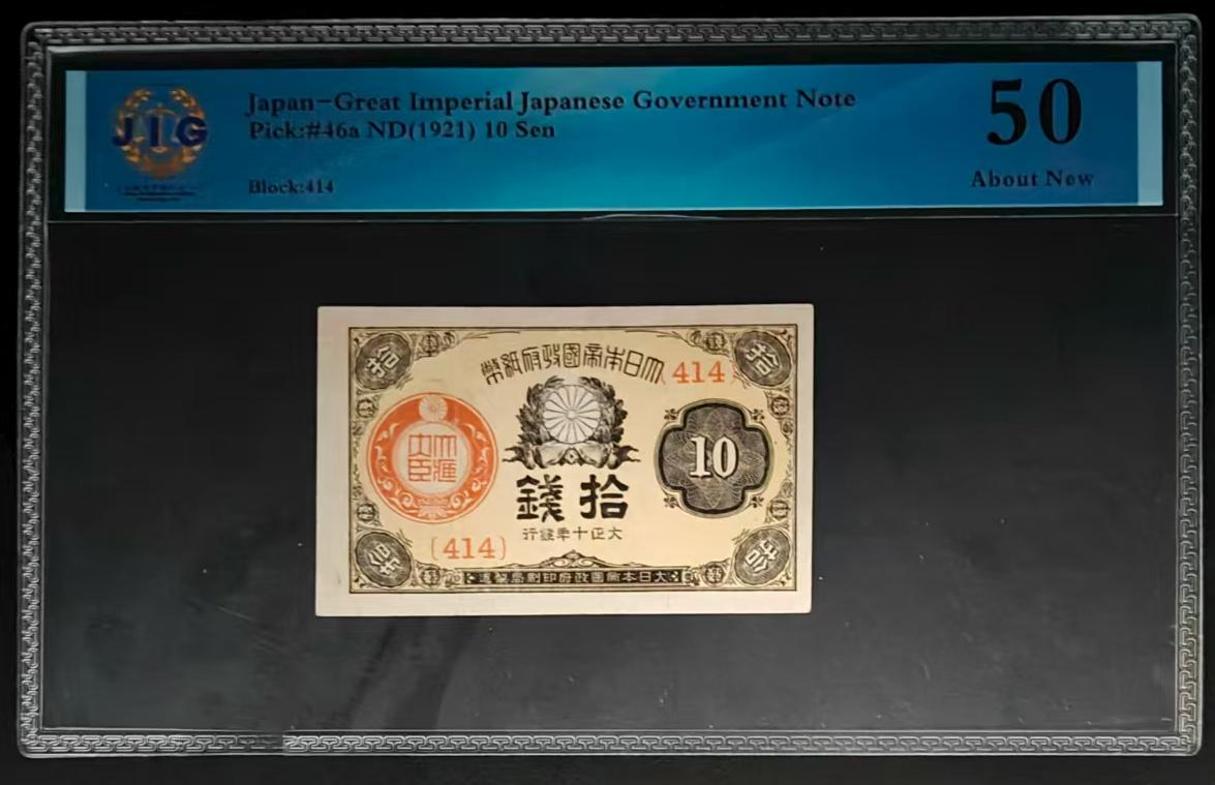 J.I.G
Japan-Great Imperial Japanese Government Note
Pick:#46a ND(1921) 10 Sen
Block:414
50
About New
大日本帝國政府紙幣
{414}
大藏大臣
10
拾錢
大正十年發行
{414}
大日本帝國政府印刷局製造